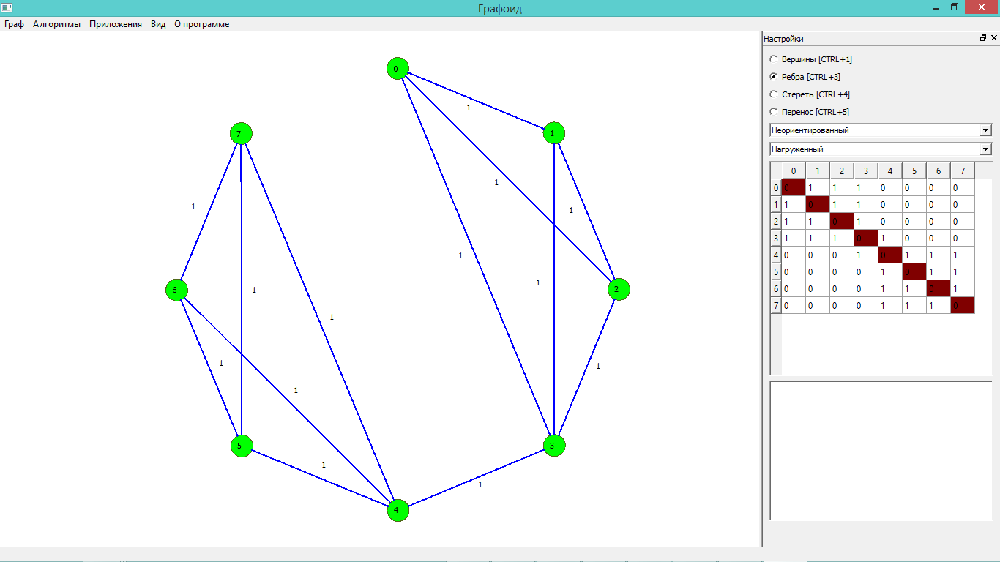 Графоид
Граф Алгоритмы Приложения Вид О программе
Настройки
Вершины [CTRL+1]
Ребра [CTRL+3]
Стереть [CTRL+4]
Перенос [CTRL+5]
Неориентированный
Нагруженный
0 1 2 3 4 5 6 7
0 0 1 1 1 0 0 0 0
1 1 0 1 1 0 0 0 0
2 1 1 0 1 0 0 0 0
3 1 1 1 0 1 0 0 0
4 0 0 0 1 0 1 1 1
5 0 0 0 0 1 0 1 1
6 0 0 0 0 1 1 0 1
7 0 0 0 0 1 1 1 0
0
1
7
1
1
1
1
1
1
1
6
1
2
1
1
1
1
5
3
1
1
4